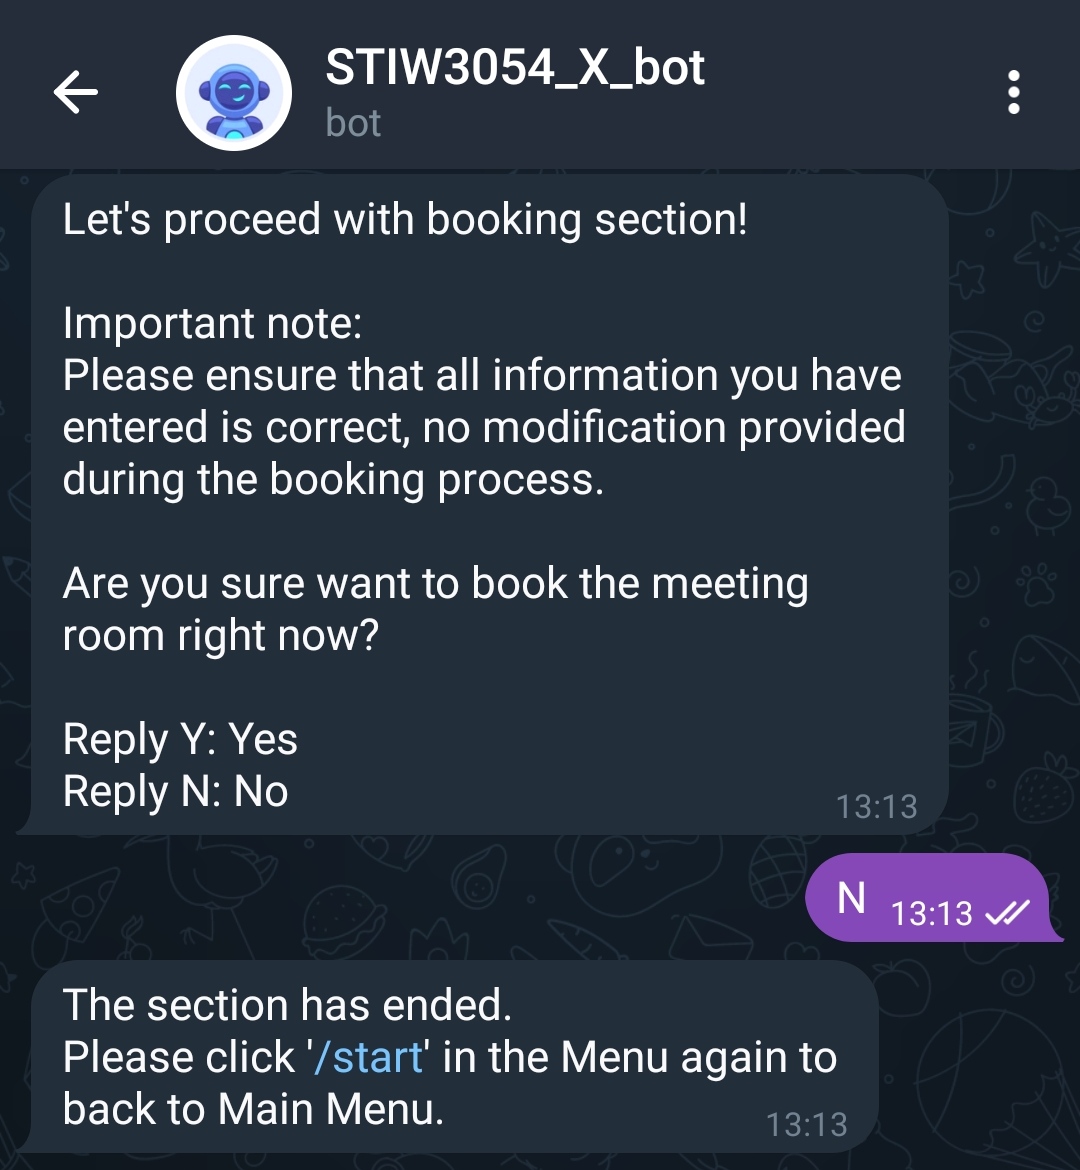 STIW3054_X_bot
bot
Let's proceed with booking section!
Important note:
Please ensure that all information you have
entered is correct, no modification provided
during the booking process.
Are you sure want to book the meeting
room right now?
Reply Y: Yes
Reply N: No
13:13
N 13:13
The section has ended.
Please click '/start' in the Menu again to
back to Main Menu.
13:13